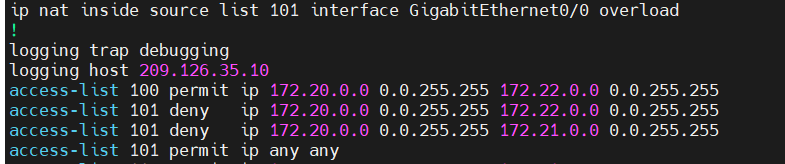 ip nat inside source list 101 interface GigabitEthernet0/0 overload
!
logging trap debugging
logging host 209.126.35.10
access-list 100 permit ip 172.20.0.0 0.0.255.255 172.22.0.0 0.0.255.255
access-list 101 deny   ip 172.20.0.0 0.0.255.255 172.22.0.0 0.0.255.255
access-list 101 deny   ip 172.20.0.0 0.0.255.255 172.21.0.0 0.0.255.255
access-list 101 permit ip any any